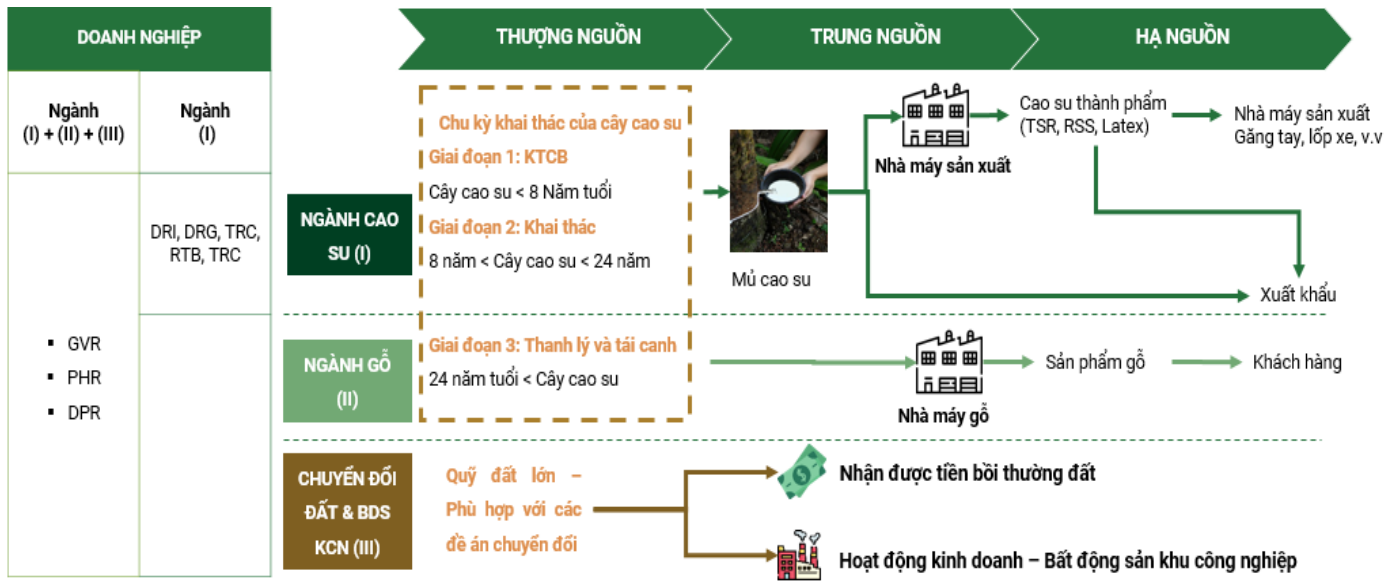 DOANH NGHIỆP
THƯỢNG NGUỒN
TRUNG NGUỒN
HẠ NGUỒN
Ngành
(I) + (II) + (III)
Ngành
(I)
GVR
PHR
DPR
DRI, DRG, TRC,
RTB, TRC
NGÀNH CAO
SU (I)
Chu kỳ khai thác của cây cao su
Giai đoạn 1: KTCB
Cây cao su < 8 Năm tuổi
Giai đoạn 2: Khai thác
8 năm < Cây cao su < 24 năm
Mủ cao su
Nhà máy sản xuất
Cao su thành phẩm
(TSR, RSS, Latex)
Nhà máy sản xuất
Găng tay, lốp xe, v.v
Xuất khẩu
NGÀNH GỖ
(II)
Giai đoạn 3: Thanh lý và tái canh
24 năm tuổi < Cây cao su
Nhà máy gỗ
Sản phẩm gỗ
Khách hàng
CHUYỂN ĐỔI
ĐẤT & BDS
KCN (III)
Quỹ đất lớn –
Phù hợp với các
đề án chuyển đổi
Nhận được tiền bồi thường đất
Hoạt động kinh doanh – Bất động sản khu công nghiệp